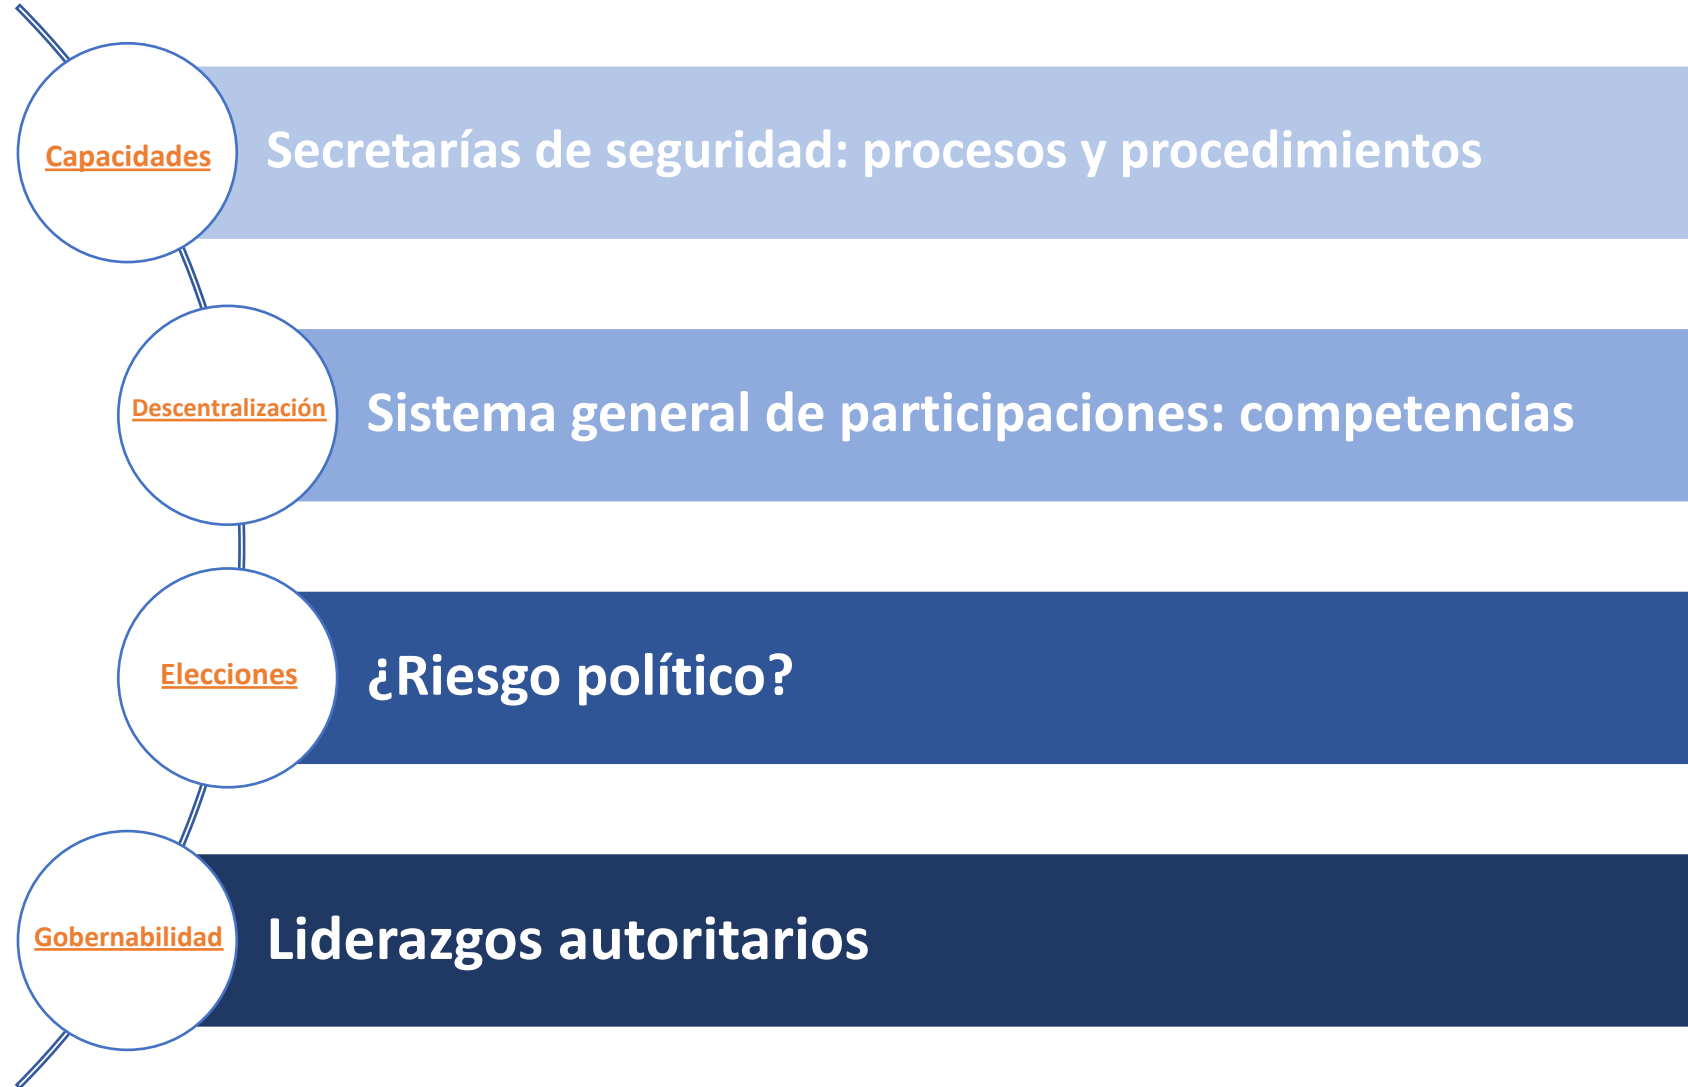 Capacidades
Secretarías de seguridad: procesos y procedimientos
Descentralización
Sistema general de participaciones: competencias
Elecciones
¿Riesgo político?
Gobernabilidad
Liderazgos autoritarios